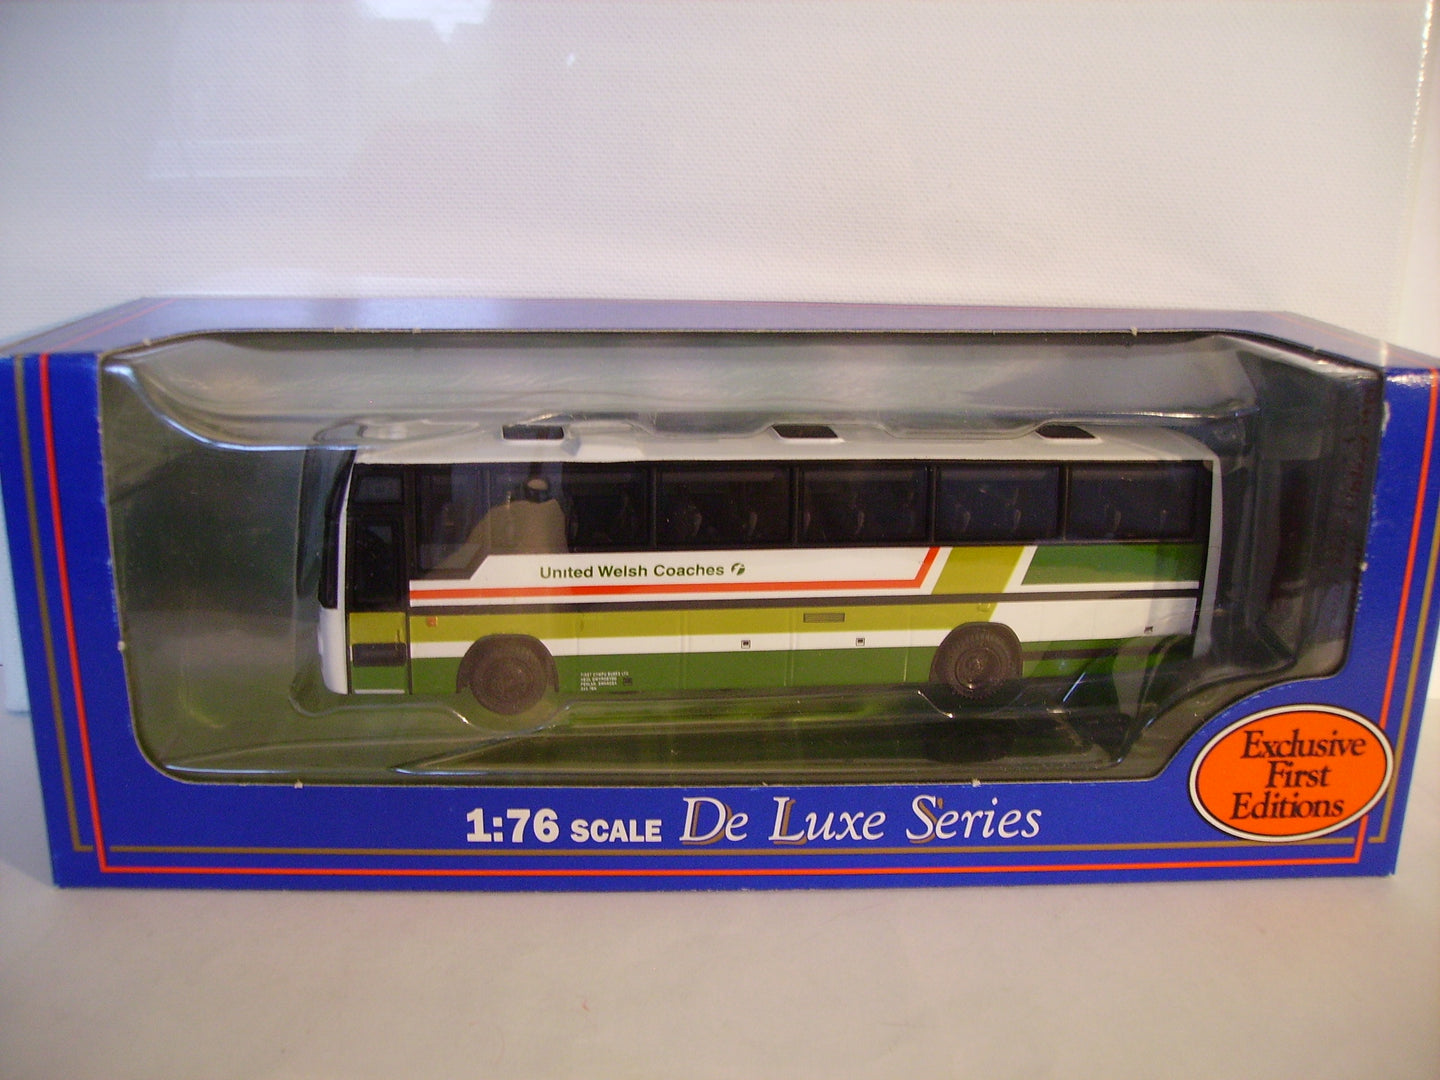 United Welsh Coaches
1:76 SCALE De Luxe Series
Exclusive
First
Editions